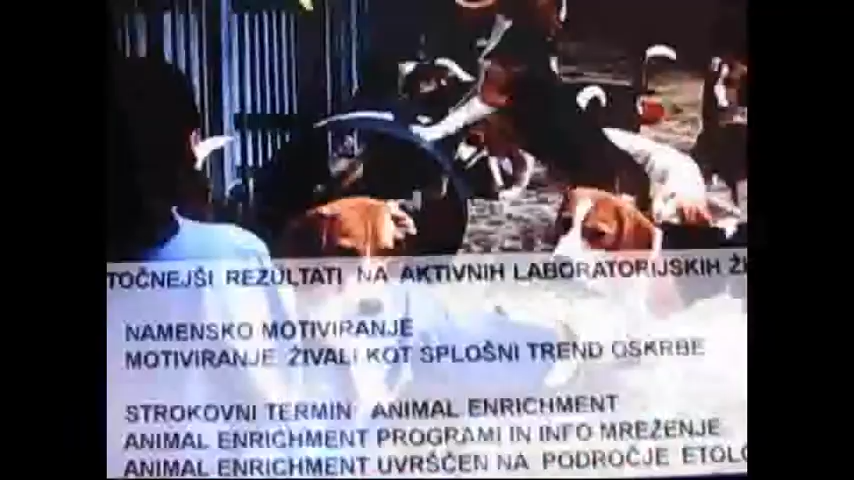 TOČNEJŠI REZULTATI NA AKTIVNIH LABORATORIJSKIH
NAMENSKO MOTIVIRANJE
MOTIVIRANJE ŽIVALI KOT SPLOŠNI TREND OSKRBE
STROKOVNI TERMIN: ANIMAL ENRICHMENT
ANIMAL ENRICHMENT PROGRAMI IN INFO MREŽENJE
ANIMAL ENRICHMENT UVRŠČEN NA PODROČJE